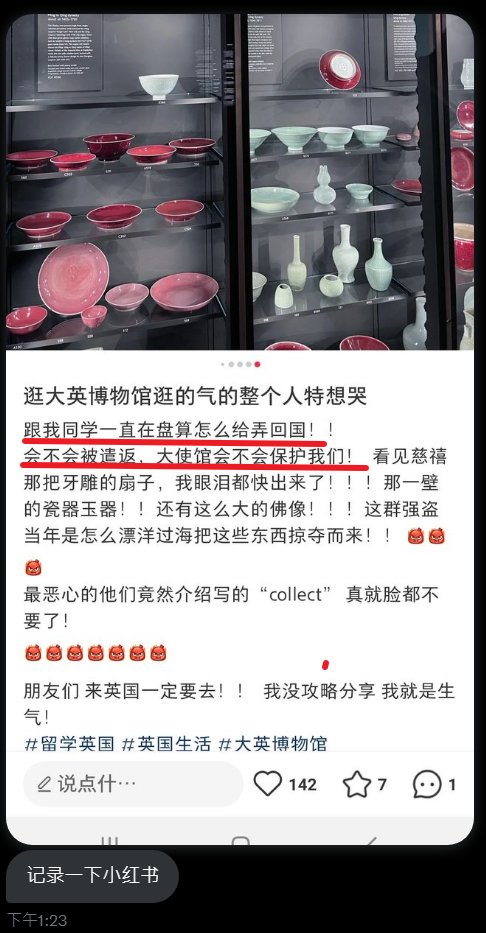 逛大英博物馆逛的气的整个人特想哭
跟我同学一直在盘算怎么给弄回国！！
会不会被遣返，大使馆会不会保护我们！ 看见慈禧
那把牙雕的扇子，我眼泪都快出来了！！！那一壁
的瓷器玉器！！还有这么大的佛像！！！这群强盗
当年是怎么漂洋过海把这些东西掠夺而来！！
最恶心的他们竟然介绍写的“collect” 真就脸都不
要了！
朋友们 来英国一定要去！！ 我没攻略分享 我就是生
气！
#留学英国 #英国生活 #大英博物馆
说点什…
142
7
1
记录一下小红书
下午1:23